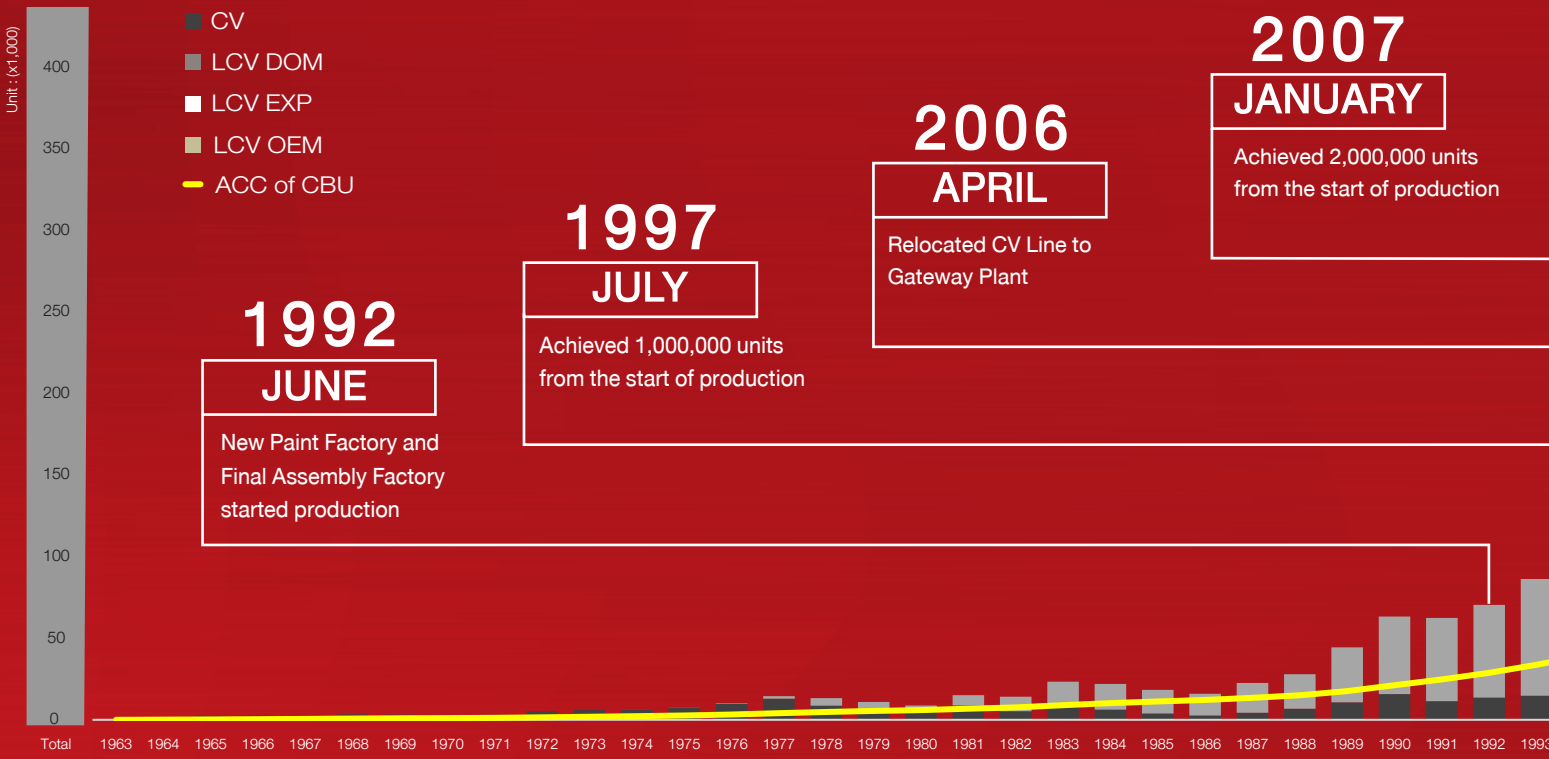 Unit : (x1,000)
CV
LCV DOM
LCV EXP
LCV OEM
ACC of CBU
1992
JUNE
New Paint Factory and
Final Assembly Factory
started production
1997
JULY
Achieved 1,000,000 units
from the start of production
2006
APRIL
Relocated CV Line to
Gateway Plant
2007
JANUARY
Achieved 2,000,000 units
from the start of production
400
350
300
250
200
150
100
50
0
Total 1963 1964 1965 1966 1967 1968 1969 1970 1971 1972 1973 1974 1975 1976 1977 1978 1979 1980 1981 1982 1983 1984 1985 1986 1987 1988 1989 1990 1991 1992 1993